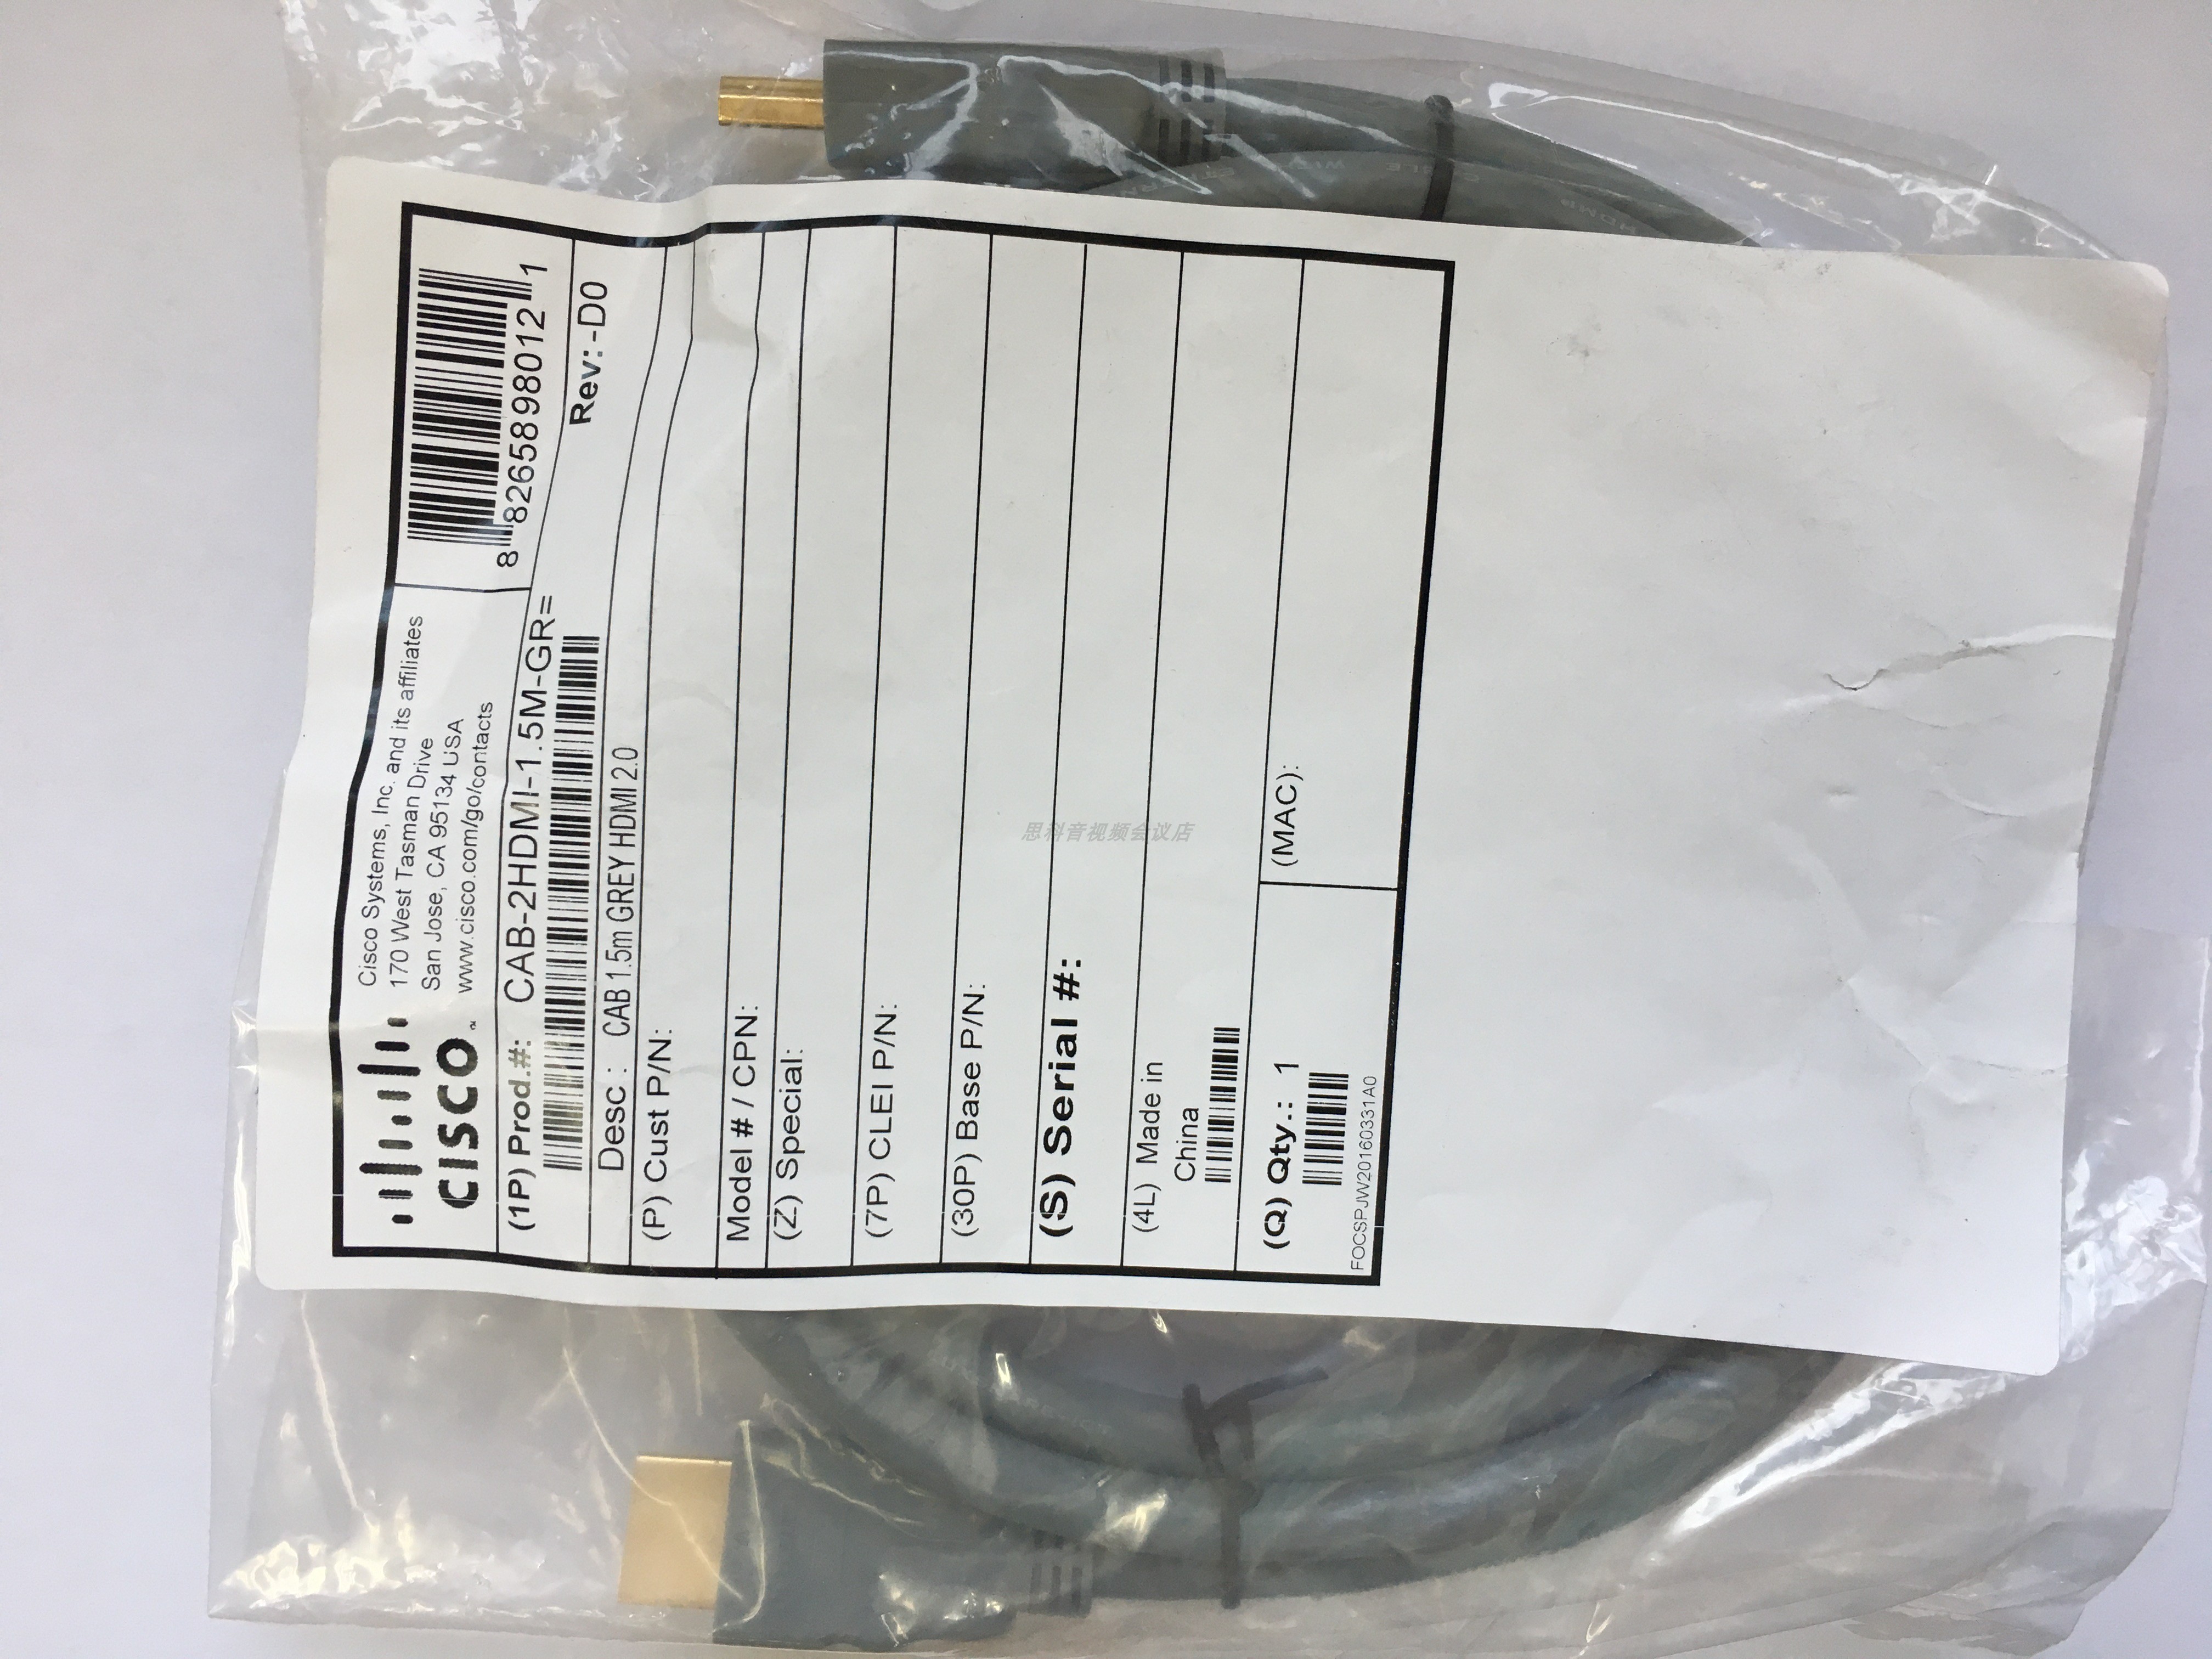 CISCO™
Cisco Systems, Inc. and its affiliates
170 West Tasman Drive
San Jose, CA 95134 USA
www.cisco.com/go/contacts
8 82658 98012 1
(1P) Prod.#: CAB-2HDMI-1.5M-GR=
Rev: -D0
Desc : CAB 1.5m GREY HDMI 2.0
(P) Cust P/N:
Model # / CPN:
(Z) Special:
(7P) CLEI P/N:
(30P) Base P/N:
(S) Serial #:
(4L) Made in
China
(Q) Qty.: 1
(MAC):
FOCSPJW20160331A0
思科音视频会议店